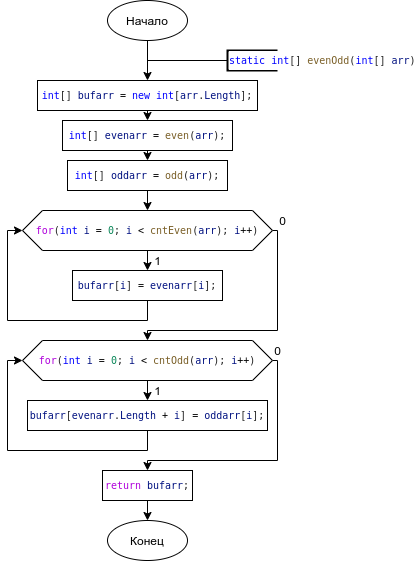 Начало
static int[] evenOdd(int[] arr)
int[] bufarr = new int[arr.Length];
int[] evenarr = even(arr);
int[] oddarr = odd(arr);
for(int i = 0; i < cntEven(arr); i++)
0
1
bufarr[i] = evenarr[i];
for(int i = 0; i < cntOdd(arr); i++)
0
1
bufarr[evenarr.Length + i] = oddarr[i];
return bufarr;
Конец